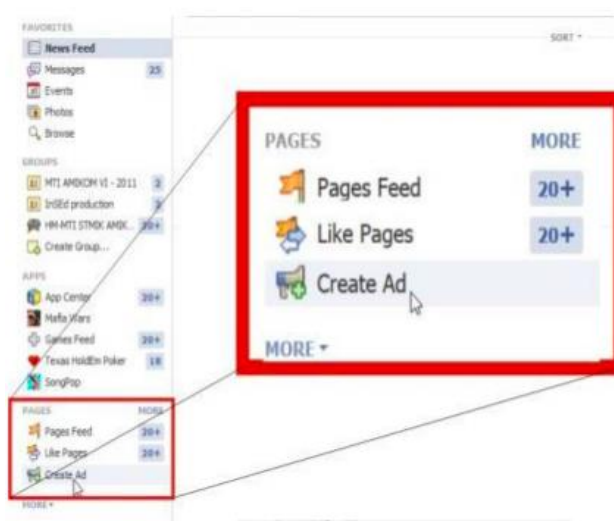 FAVORITES
News Feed
Messages 25
Events
Photos
Browse
GROUPS
MTI AMIKOM VI - 2011 2
InSEd production 3
HM-MTI STMIK AMIK... 20+
Create Group...
APPS
App Center 20+
Mafia Wars
Games Feed 20+
Texas HoldEm Poker 18
SongPop
PAGES MORE
Pages Feed 20+
Like Pages 20+
Create Ad
MORE
SORT
PAGES MORE
Pages Feed 20+
Like Pages 20+
Create Ad
MORE